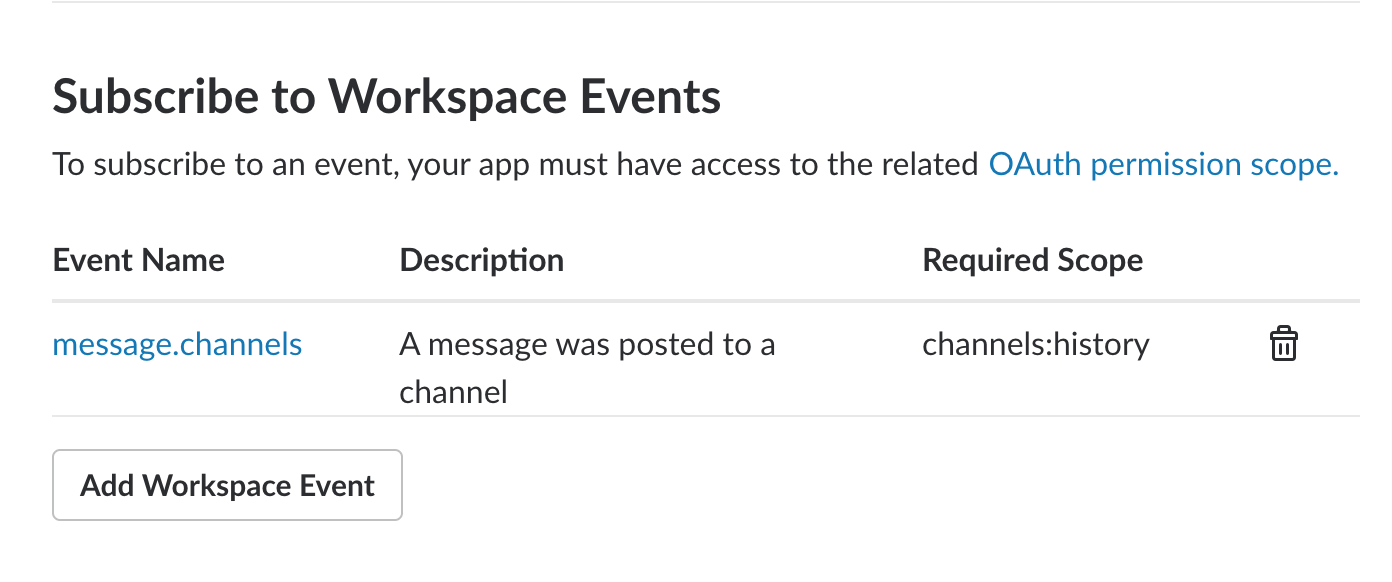 Subscribe to Workspace Events
To subscribe to an event, your app must have access to the related OAuth permission scope.
Event Name Description Required Scope
message.channels A message was posted to a channels:history
channel
Add Workspace Event